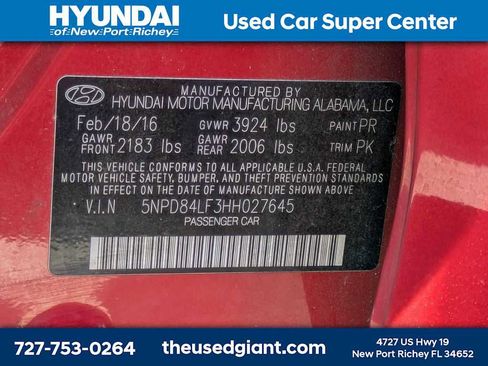 HYUNDAI
of New Port Richey
Used Car Super Center
MANUFACTURED BY
HYUNDAI MOTOR MANUFACTURING ALABAMA, LLC
Feb/18/16 GVWR 3924 lbs PAINT PR
GAWR FRONT 2183 lbs GAWR REAR 2006 lbs TRIM PK
THIS VEHICLE CONFORMS TO ALL APPLICABLE U.S.A. FEDERAL
MOTOR VEHICLE SAFETY, BUMPER, AND THEFT PREVENTION
STANDARDS IN EFFECT ON THE DATE OF MANUFACTURE SHOWN ABOVE.
V.I.N 5NPD84LF3HH027645
PASSENGER CAR
727-753-0264
theusedgiant.com
4727 US Hwy 19
New Port Richey FL 34652